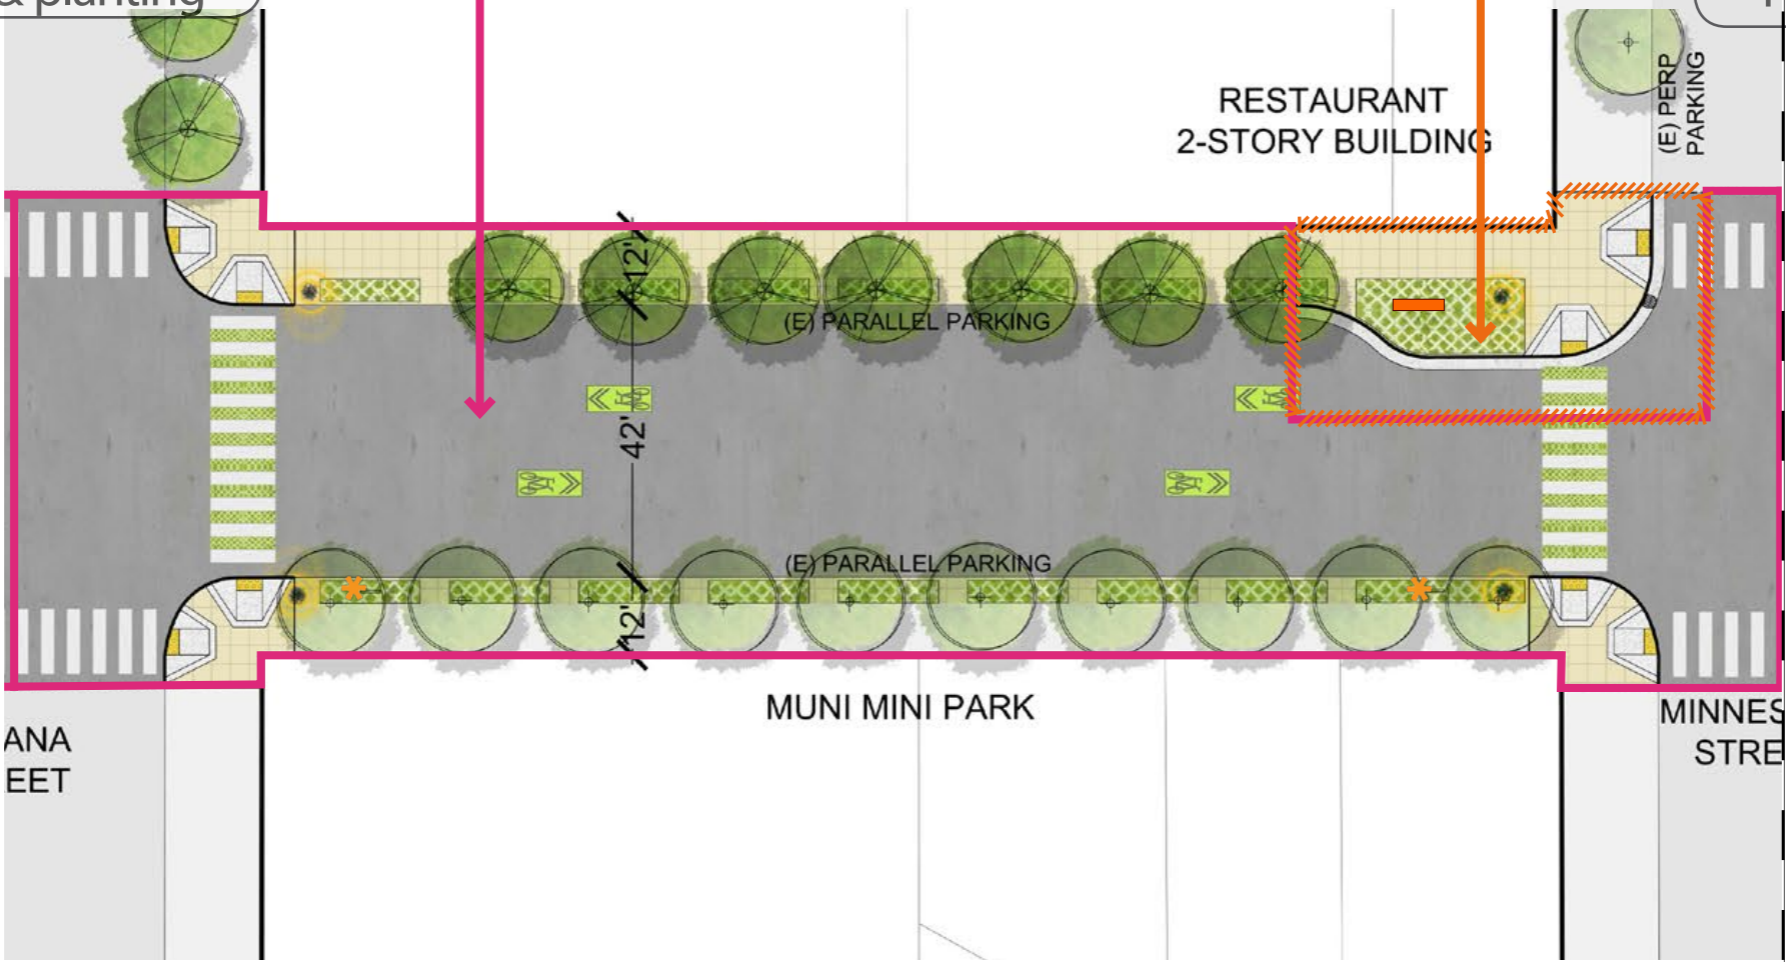 & planting
(E) PERP
PARKING
RESTAURANT
2-STORY BUILDING
12'
(E) PARALLEL PARKING
42'
(E) PARALLEL PARKING
12'
MUNI MINI PARK
ANA
EET
MINNES
STRE